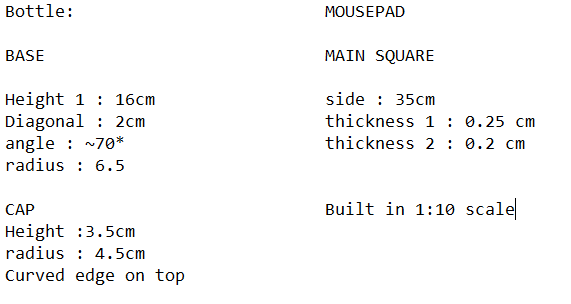 Bottle:
BASE
Height 1 : 16cm
Diagonal : 2cm
angle : ~70*
radius : 6.5
CAP
Height :3.5cm
radius : 4.5cm
Curved edge on top
MOUSEPAD
MAIN SQUARE
side : 35cm
thickness 1 : 0.25 cm
thickness 2 : 0.2 cm
Built in 1:10 scale